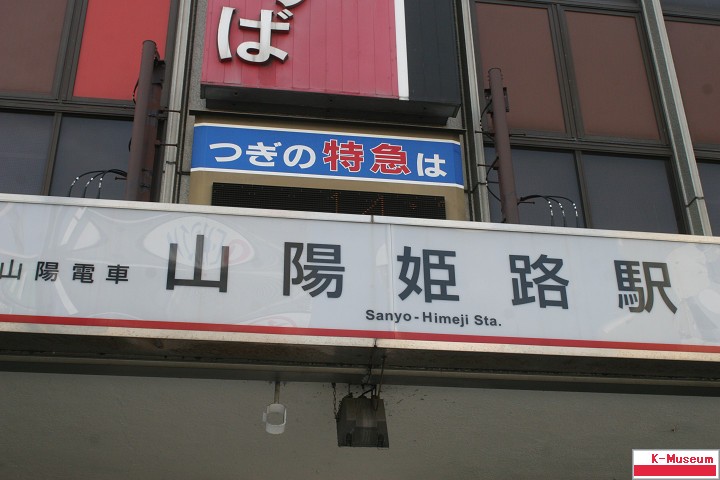 ば
つぎの特急は
山陽電車 山陽姫路駅
Sanyo-Himeji Sta.
K-Museum